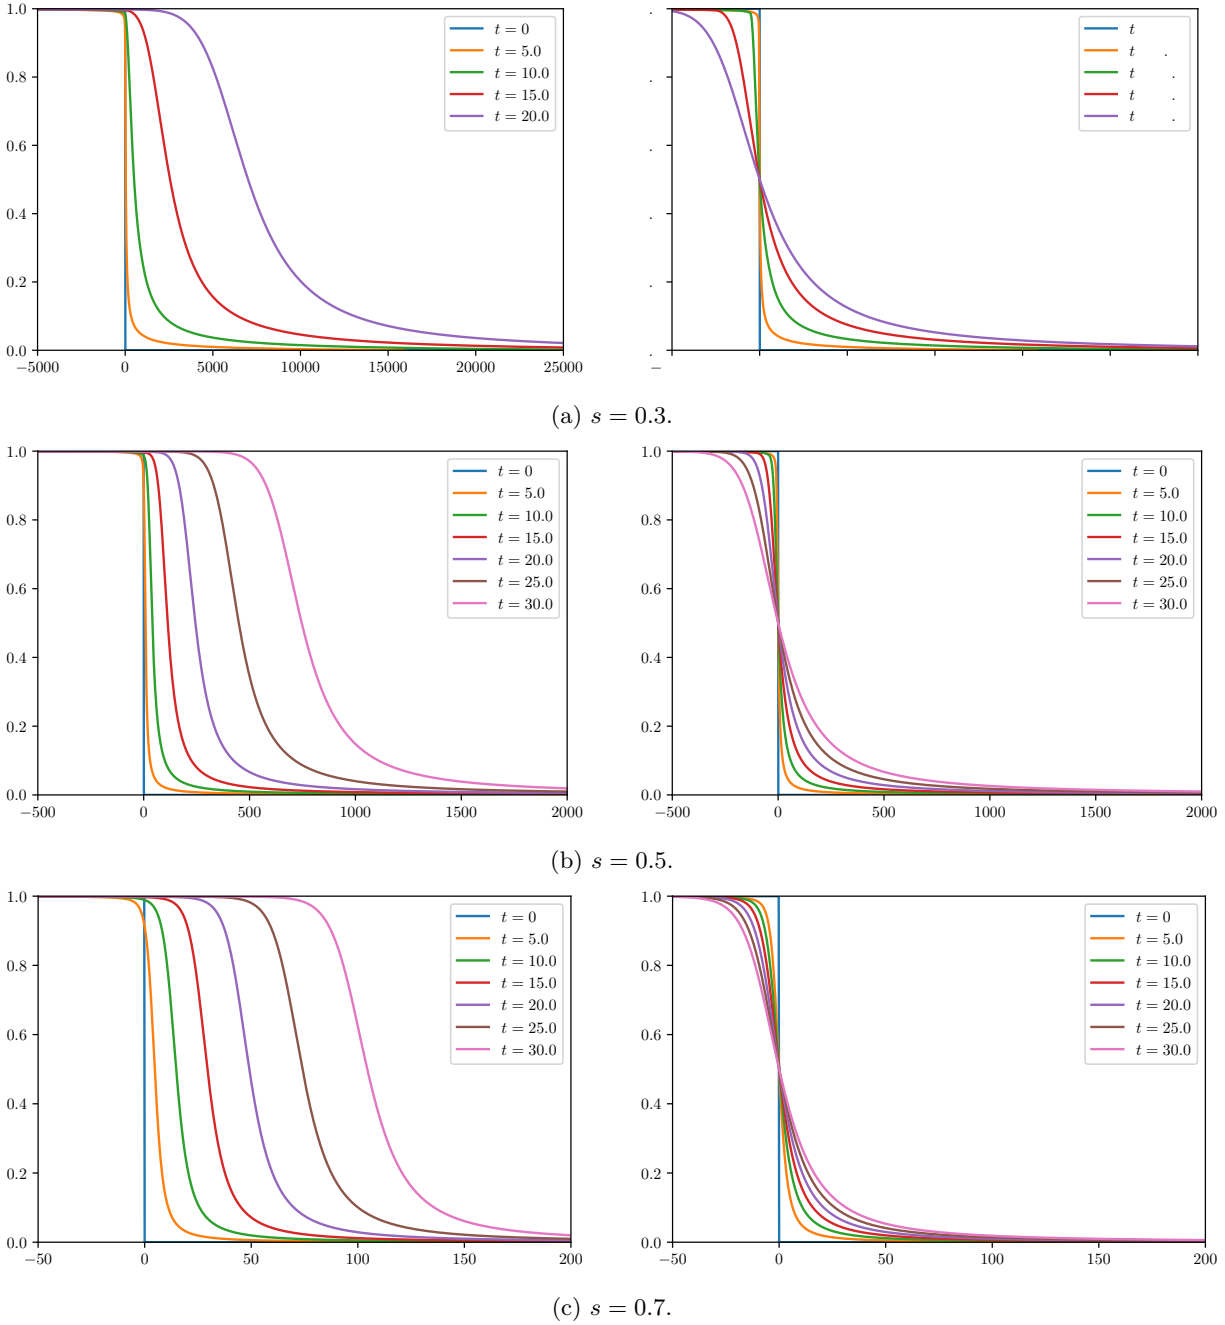 1.0
0.8
0.6
0.4
0.2
0.0
−5000 0 5000 10000 15000 20000 25000
t = 0
t = 5.0
t = 10.0
t = 15.0
t = 20.0
t
t .
t .
t .
t .
(a) s = 0.3.
1.0
0.8
0.6
0.4
0.2
0.0
−500 0 500 1000 1500 2000
t = 0
t = 5.0
t = 10.0
t = 15.0
t = 20.0
t = 25.0
t = 30.0
1.0
0.8
0.6
0.4
0.2
0.0
−500 0 500 1000 1500 2000
t = 0
t = 5.0
t = 10.0
t = 15.0
t = 20.0
t = 25.0
t = 30.0
(b) s = 0.5.
1.0
0.8
0.6
0.4
0.2
0.0
−50 0 50 100 150 200
t = 0
t = 5.0
t = 10.0
t = 15.0
t = 20.0
t = 25.0
t = 30.0
1.0
0.8
0.6
0.4
0.2
0.0
−50 0 50 100 150 200
t = 0
t = 5.0
t = 10.0
t = 15.0
t = 20.0
t = 25.0
t = 30.0
(c) s = 0.7.